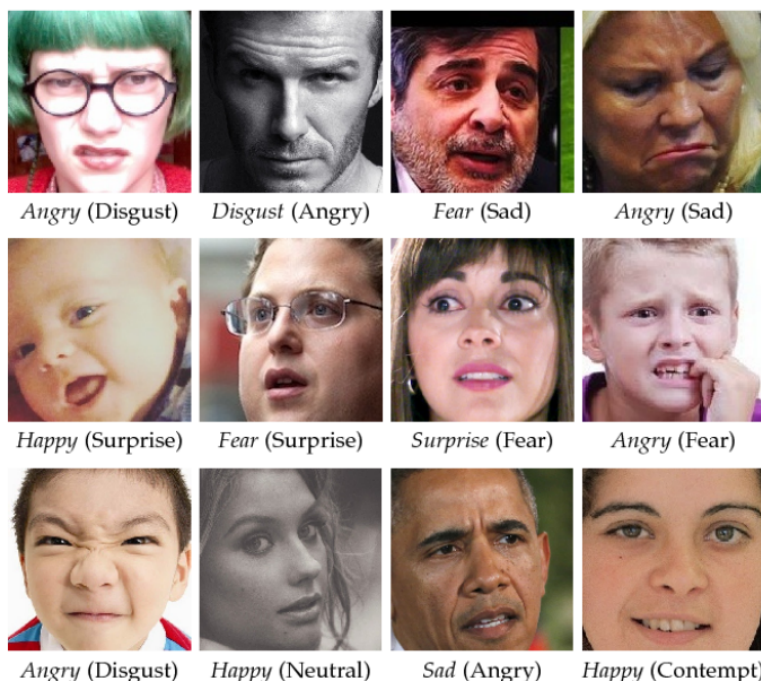 Angry (Disgust) Disgust (Angry) Fear (Sad) Angry (Sad)
Happy (Surprise) Fear (Surprise) Surprise (Fear) Angry (Fear)
Angry (Disgust) Happy (Neutral) Sad (Angry) Happy (Contempt)